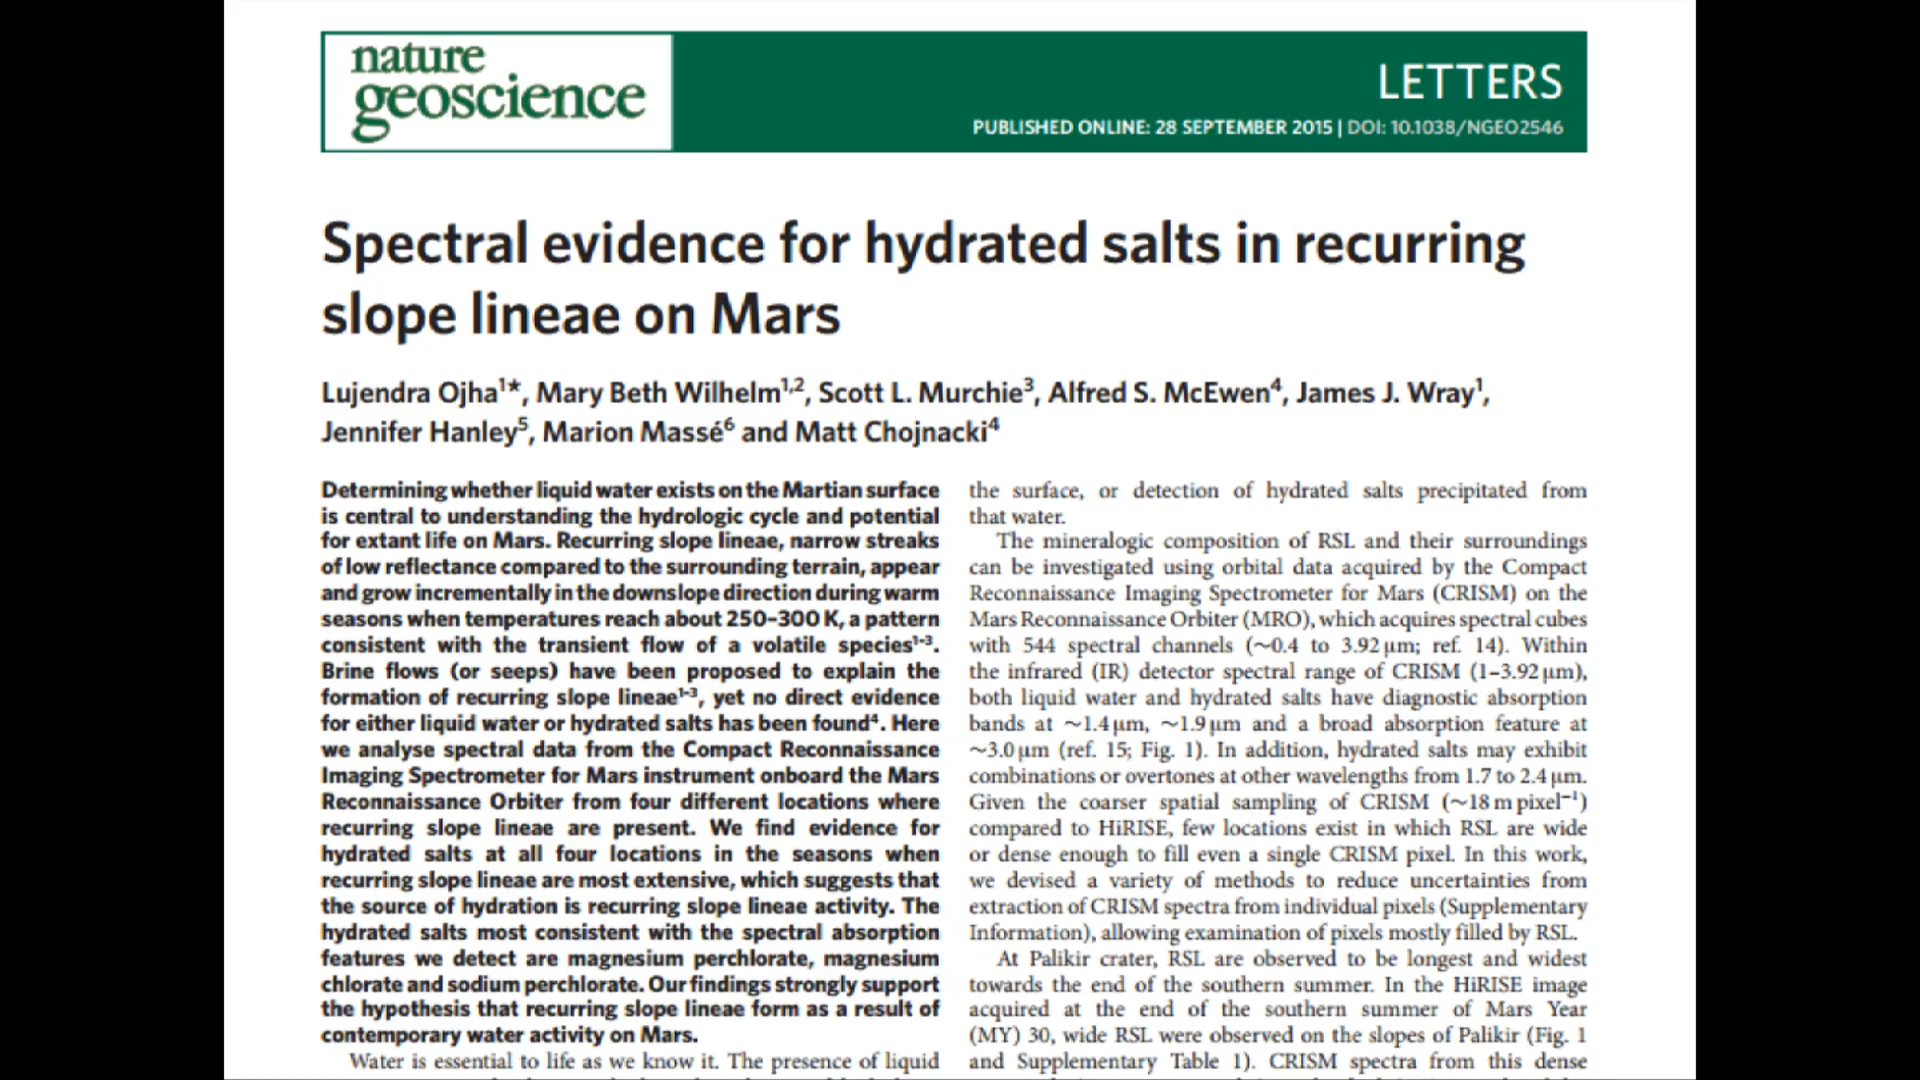 nature
geoscience
LETTERS
PUBLISHED ONLINE: 28 SEPTEMBER 2015 | DOI: 10.1038/NGEO2546
Spectral evidence for hydrated salts in recurring
slope lineae on Mars
Lujendra Ojha1*, Mary Beth Wilhelm1,2, Scott L. Murchie3, Alfred S. McEwen4, James J. Wray1,
Jennifer Hanley5, Marion Massé6 and Matt Chojnacki4
Determining whether liquid water exists on the Martian surface
is central to understanding the hydrologic cycle and potential
for extant life on Mars. Recurring slope lineae, narrow streaks
of low reflectance compared to the surrounding terrain, appear
and grow incrementally in the downslope direction during warm
seasons when temperatures reach about 250–300 K, a pattern
consistent with the transient flow of a volatile species1–3.
Brine flows (or seeps) have been proposed to explain the
formation of recurring slope lineae1–3, yet no direct evidence
for either liquid water or hydrated salts has been found4. Here
we analyse spectral data from the Compact Reconnaissance
Imaging Spectrometer for Mars instrument onboard the Mars
Reconnaissance Orbiter from four different locations where
recurring slope lineae are present. We find evidence for
hydrated salts at all four locations in the seasons when
recurring slope lineae are most extensive, which suggests that
the source of hydration is recurring slope lineae activity. The
hydrated salts most consistent with the spectral absorption
features we detect are magnesium perchlorate, magnesium
chlorate and sodium perchlorate. Our findings strongly support
the hypothesis that recurring slope lineae form as a result of
contemporary water activity on Mars.
Water is essential to life as we know it. The presence of liquid
the surface, or detection of hydrated salts precipitated from
that water.
The mineralogic composition of RSL and their surroundings
can be investigated using orbital data acquired by the Compact
Reconnaissance Imaging Spectrometer for Mars (CRISM) on the
Mars Reconnaissance Orbiter (MRO), which acquires spectral cubes
with 544 spectral channels (~0.4 to 3.92 µm; ref. 14). Within
the infrared (IR) detector spectral range of CRISM (1–3.92 µm),
both liquid water and hydrated salts have diagnostic absorption
bands at ~1.4 µm, ~1.9 µm and a broad absorption feature at
~3.0 µm (ref. 15; Fig. 1). In addition, hydrated salts may exhibit
combinations or overtones at other wavelengths from 1.7 to 2.4 µm.
Given the coarser spatial sampling of CRISM (~18 m pixel−1)
compared to HiRISE, few locations exist in which RSL are wide
or dense enough to fill even a single CRISM pixel. In this work,
we devised a variety of methods to reduce uncertainties from
extraction of CRISM spectra from individual pixels (Supplementary
Information), allowing examination of pixels mostly filled by RSL.
At Palikir crater, RSL are observed to be longest and widest
towards the end of the southern summer. In the HiRISE image
acquired at the end of the southern summer of Mars Year
(MY) 30, wide RSL were observed on the slopes of Palikir (Fig. 1
and Supplementary Table 1). CRISM spectra from this dense